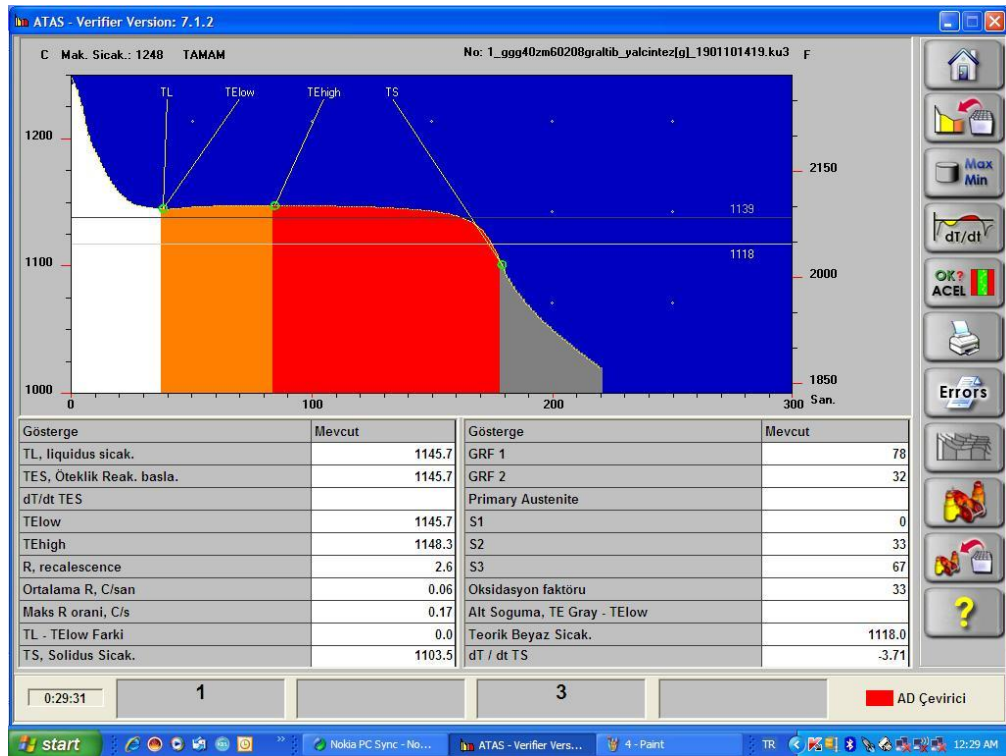 ATAS - Verifier Version: 7.1.2
C Mak. Sicak.: 1248 TAMAM No: 1_ggg40zm60208graltib_yalcintez[g]_1901101419.ku3 F
TL TElow TEhigh TS
1200
2150
1139
1118
1100
2000
1000
1850
0 100 200 300 San.
Gösterge Mevcut Gösterge Mevcut
TL, liquidus sicak. 1145.7 GRF 1 78
TES, Öteklik Reak. basla. 1145.7 GRF 2 32
dT/dt TES Primary Austenite
TElow 1145.7 S1 0
TEhigh 1148.3 S2 33
R, recalescence 2.6 S3 67
Ortalama R, C/san 0.06 Oksidasyon faktöru 33
Maks R orani, C/s 0.17 Alt Soguma, TE Gray - TElow
TL - TElow Farki 0.0 Teorik Beyaz Sicak. 1118.0
TS, Solidus Sicak. 1103.5 dT / dt TS -3.71
Max
Min
dT/dt
OK?
ACEL
Errors
?
0:29:31 1 3 AD Çevirici
start » Nokia PC Sync - No... ATAS - Verifier Vers... 4 - Paint TR 12:29 AM